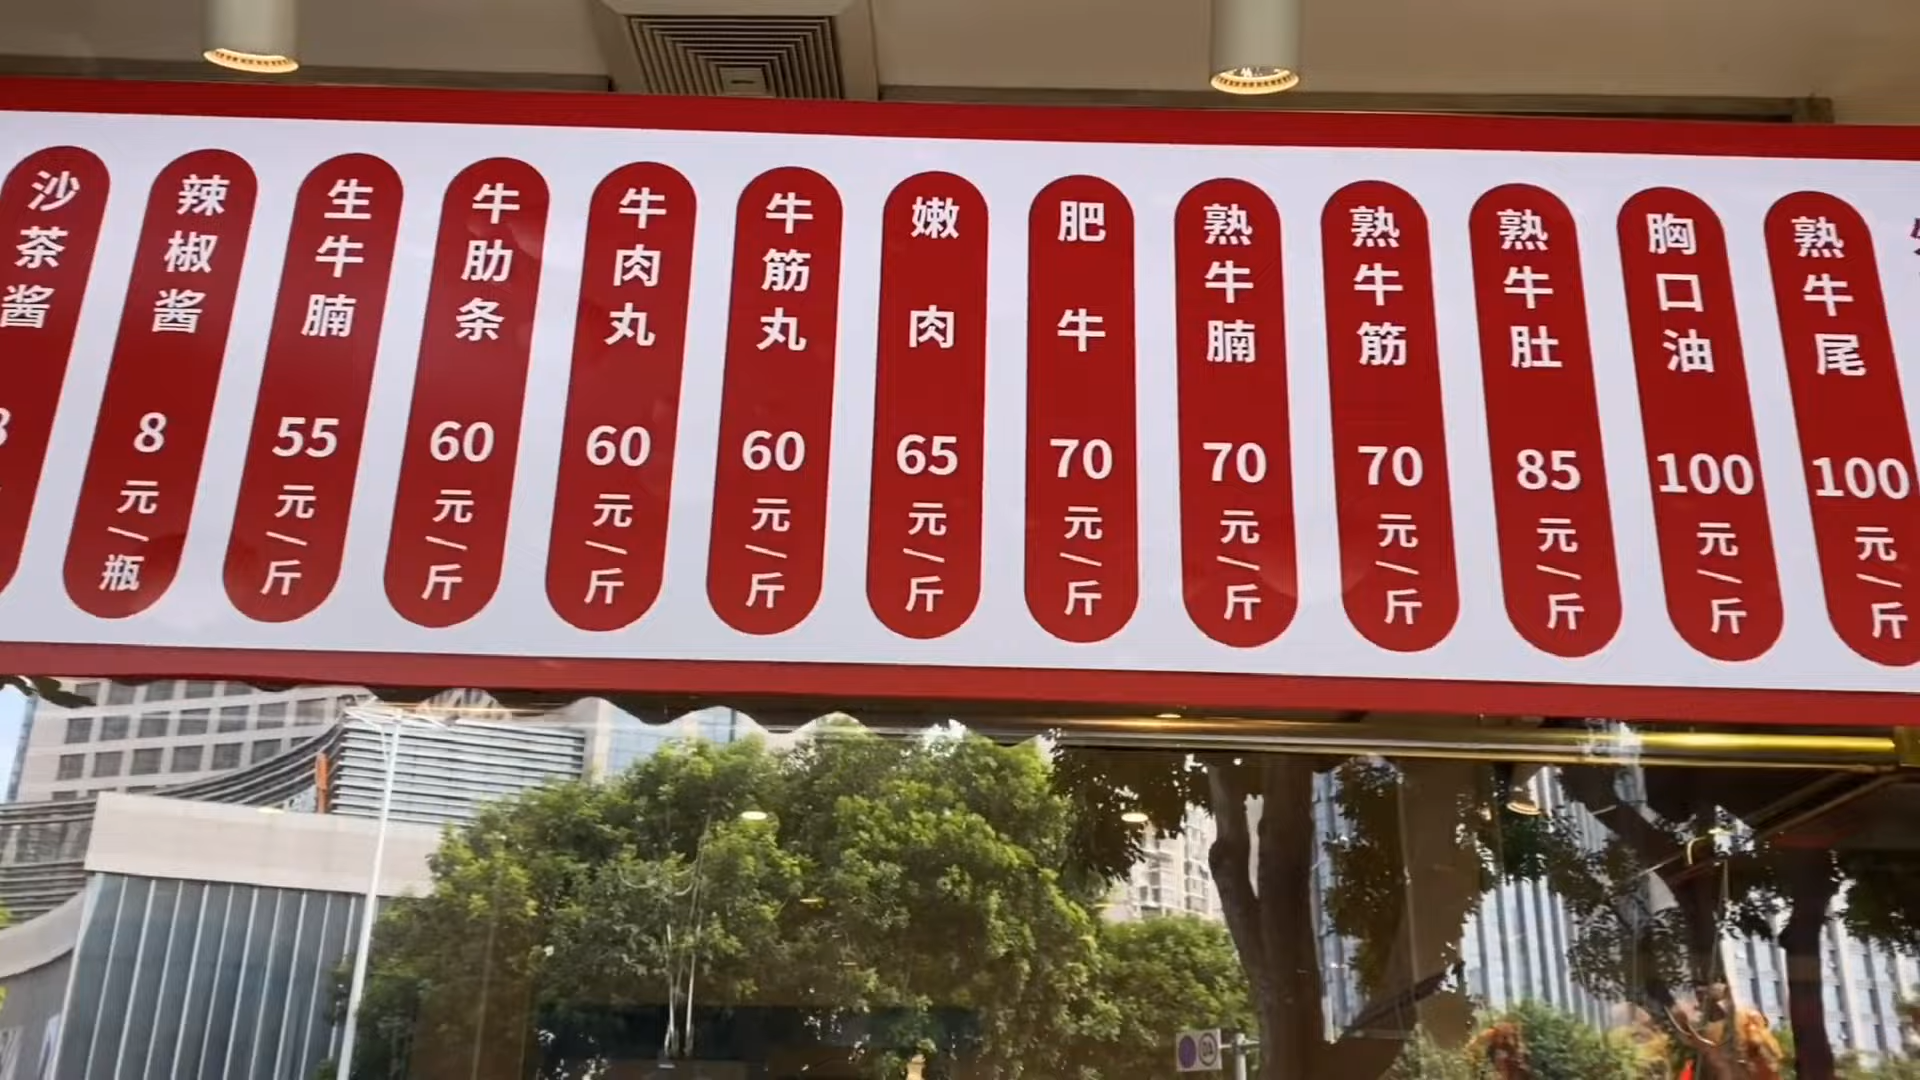 沙茶酱
辣椒酱 8元/瓶
生牛腩 55元/斤
牛肋条 60元/斤
牛肉丸 60元/斤
牛筋丸 60元/斤
嫩肉 65元/斤
肥牛 70元/斤
熟牛腩 70元/斤
熟牛筋 70元/斤
熟牛肚 85元/斤
胸口油 100元/斤
熟牛尾 100元/斤